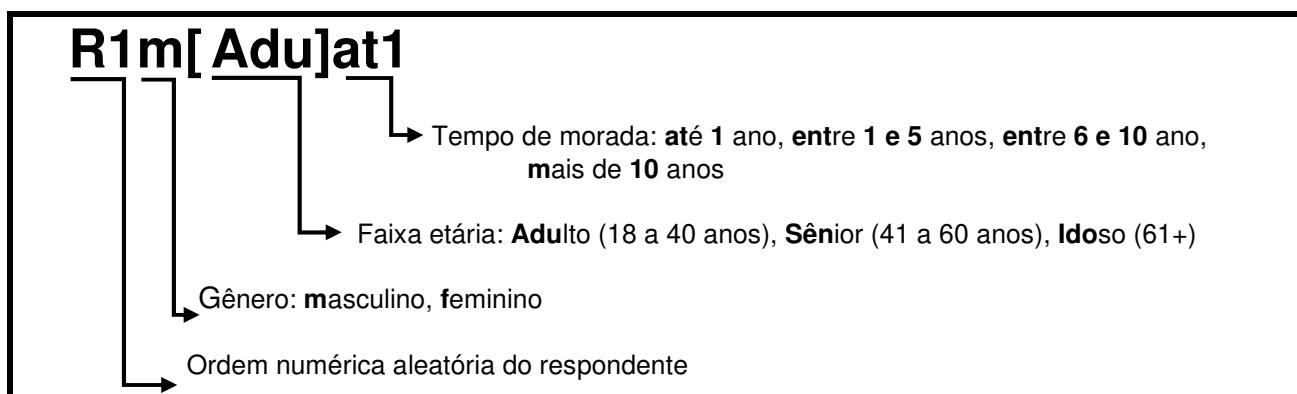 R1m[ Adu]at1
Tempo de morada: até 1 ano, entre 1 e 5 anos, entre 6 e 10 ano,
mais de 10 anos
Faixa etária: Adulto (18 a 40 anos), Sênior (41 a 60 anos), Idoso (61+)
Gênero: masculino, feminino
Ordem numérica aleatória do respondente